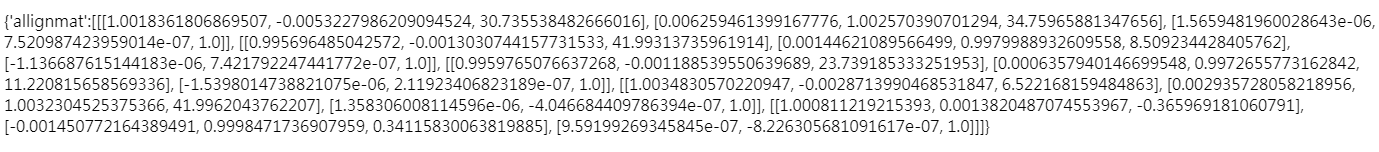 {'allignmat':[[[1.0018361806869507, -0.0053227986209094524, 30.735538482666016], [0.006259461399167776, 1.002570390701294, 34.75965881347656], [1.5659481960028643e-06,
7.520987423959014e-07, 1.0]], [[0.995696485042572, -0.0013030744157731533, 41.99313735961914], [0.00144621089566499, 0.9979988932609558, 8.509234428405762],
[-1.136687615144183e-06, 7.421792247441772e-07, 1.0]], [[0.9959765076637268, -0.001188539550639689, 23.739185333251953], [0.0006357940146699548, 0.9972655773162842,
11.220815658569336], [-1.5398014738821075e-06, 2.11923406823189e-07, 1.0]], [[1.0034830570220947, -0.0028713990468531847, 6.522168159484863], [0.002935728058218956,
1.0032304525375366, 41.9962043762207], [1.358306008114596e-06, -4.0466844097863​94e-07, 1.0]], [[1.000811219215393, 0.0013820487074553967, -0.365969181060791],
[-0.001450772164389491, 0.9998471736907959, 0.34115830063819885], [9.59199269345845e-07, -8.226305681091617e-07, 1.0]]]}